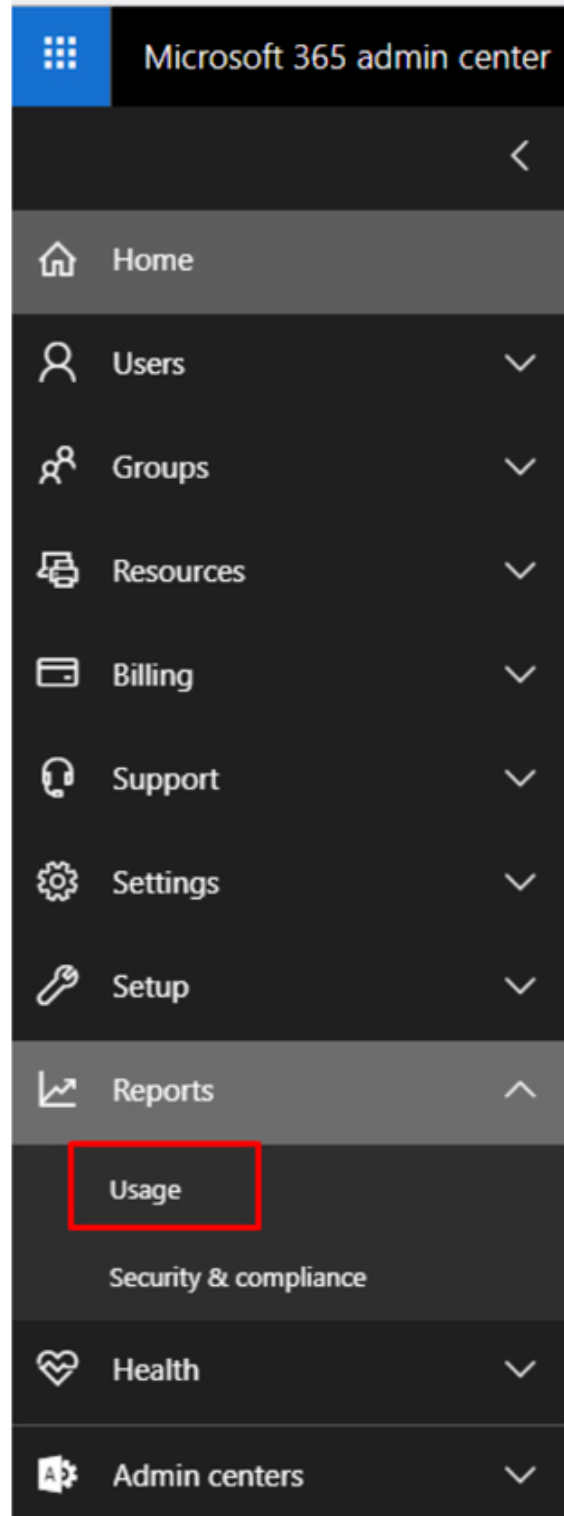 Microsoft 365 admin center
Home
Users
Groups
Resources
Billing
Support
Settings
Setup
Reports
Usage
Security & compliance
Health
Admin centers